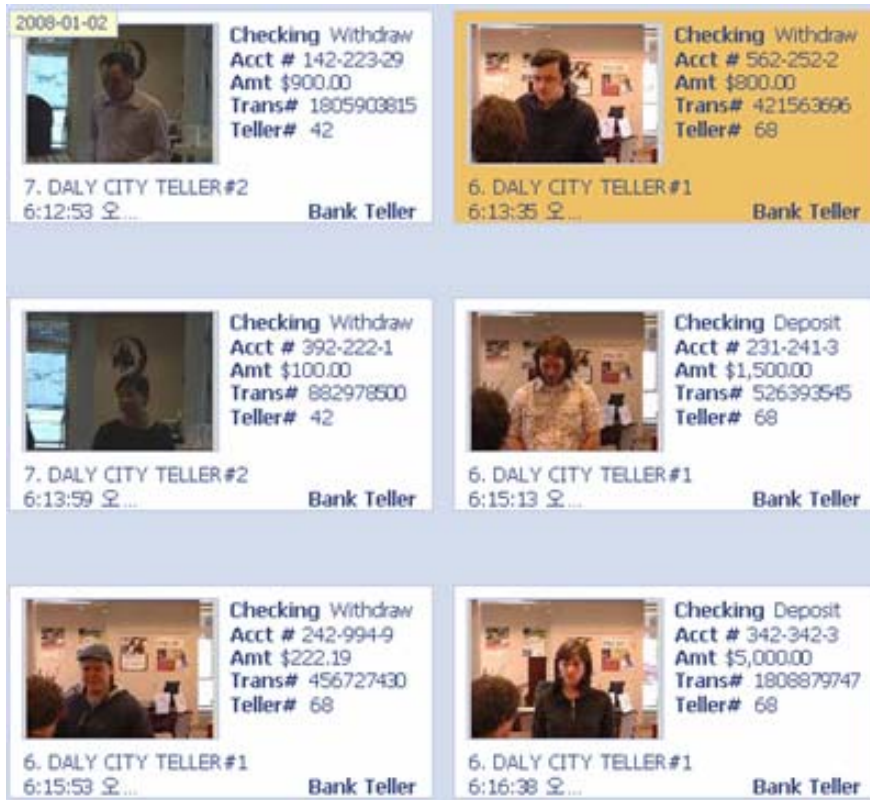 2008-01-02
Checking Withdraw
Acct # 142-223-29
Amt $900.00
Trans# 1805903815
Teller# 42
7. DALY CITY TELLER#2
6:12:53 오...
Bank Teller
Checking Withdraw
Acct # 562-252-2
Amt $800.00
Trans# 421563696
Teller# 68
6. DALY CITY TELLER#1
6:13:35 오...
Bank Teller
Checking Withdraw
Acct # 392-222-1
Amt $100.00
Trans# 882978500
Teller# 42
7. DALY CITY TELLER#2
6:13:59 오...
Bank Teller
Checking Deposit
Acct # 231-241-3
Amt $1,500.00
Trans# 526393545
Teller# 68
6. DALY CITY TELLER#1
6:15:13 오...
Bank Teller
Checking Withdraw
Acct # 242-994-9
Amt $222.19
Trans# 456727430
Teller# 68
6. DALY CITY TELLER#1
6:15:53 오...
Bank Teller
Checking Deposit
Acct # 342-342-3
Amt $5,000.00
Trans# 1808879747
Teller# 68
6. DALY CITY TELLER#1
6:16:38 오...
Bank Teller